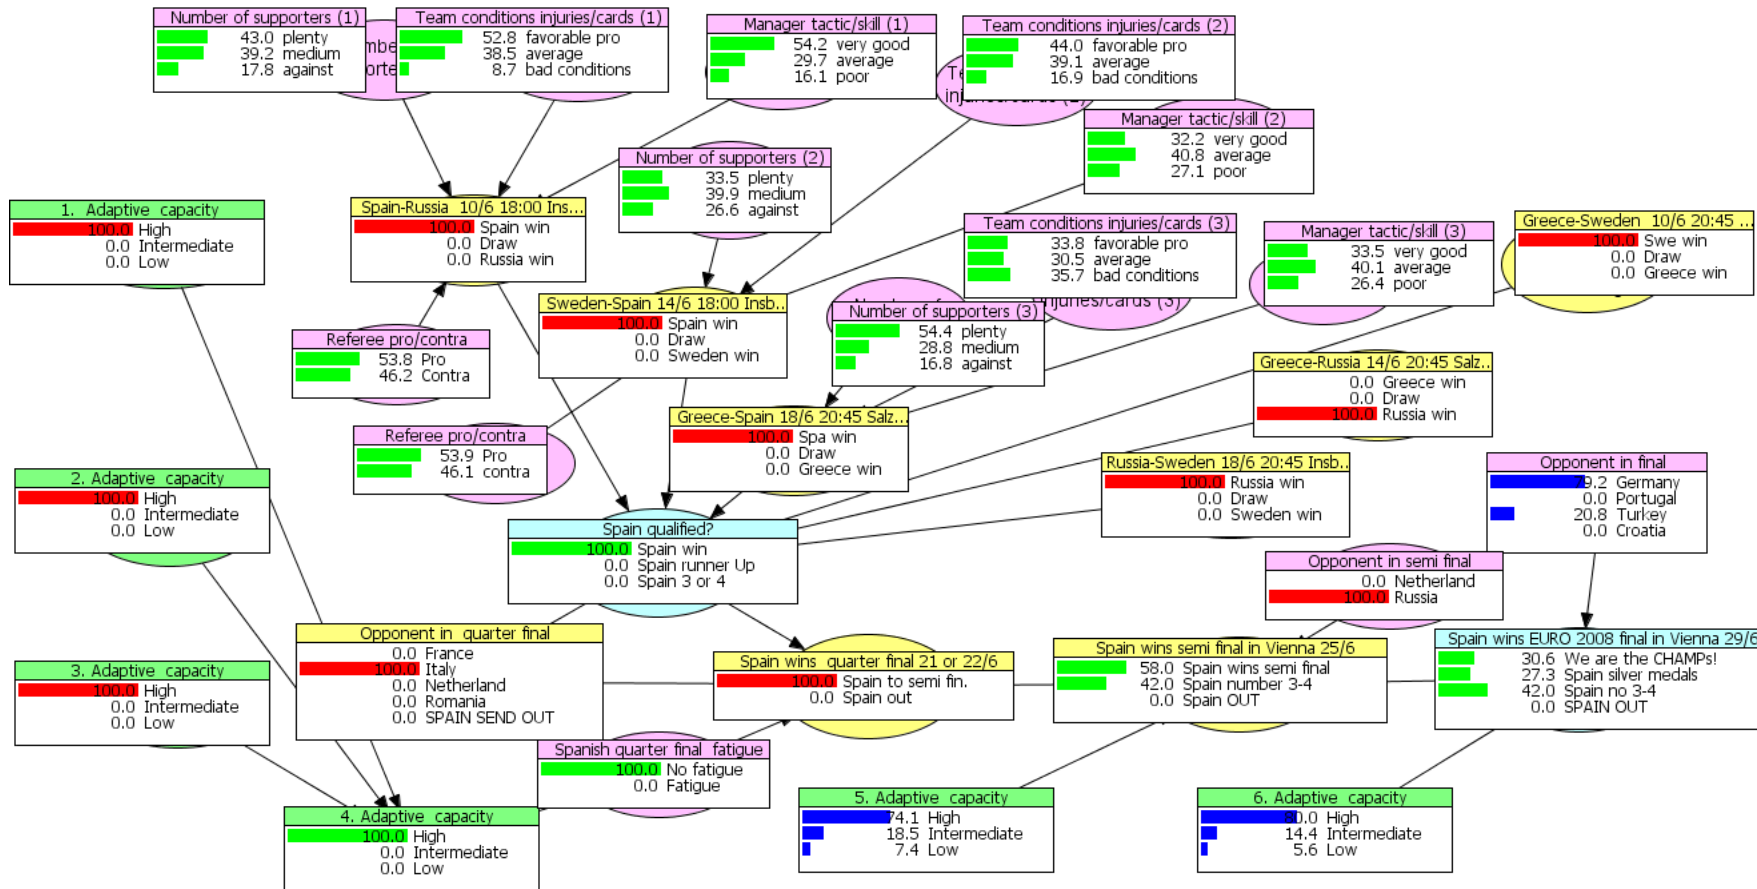 Number of supporters (1)
43.0 plenty
39.2 medium
17.8 against
Team conditions injuries/cards (1)
52.8 favorable pro
38.5 average
8.7 bad conditions
Manager tactic/skill (1)
54.2 very good
29.7 average
16.1 poor
Team conditions injuries/cards (2)
44.0 favorable pro
39.1 average
16.9 bad conditions
Manager tactic/skill (2)
32.2 very good
40.8 average
27.1 poor
Number of supporters (2)
33.5 plenty
39.9 medium
26.6 against
1. Adaptive capacity
100.0 High
0.0 Intermediate
0.0 Low
Spain-Russia 10/6 18:00 Ins...
100.0 Spain win
0.0 Draw
0.0 Russia win
Team conditions injuries/cards (3)
33.8 favorable pro
30.5 average
35.7 bad conditions
injuries/cards (3)
Manager tactic/skill (3)
33.5 very good
40.1 average
26.4 poor
Greece-Sweden 10/6 20:45 ...
100.0 Swe win
0.0 Draw
0.0 Greece win
Sweden-Spain 14/6 18:00 Insb..
100.0 Spain win
0.0 Draw
0.0 Sweden win
Number of supporters (3)
54.4 plenty
28.8 medium
16.8 against
Referee pro/contra
53.8 Pro
46.2 Contra
Greece-Russia 14/6 20:45 Salz...
0.0 Greece win
0.0 Draw
100.0 Russia win
Greece-Spain 18/6 20:45 Salz...
100.0 Spa win
0.0 Draw
0.0 Greece win
Referee pro/contra
53.9 Pro
46.1 contra
Russia-Sweden 18/6 20:45 Insb..
100.0 Russia win
0.0 Draw
0.0 Sweden win
Opponent in final
79.2 Germany
0.0 Portugal
20.8 Turkey
0.0 Croatia
2. Adaptive capacity
100.0 High
0.0 Intermediate
0.0 Low
Spain qualified?
100.0 Spain win
0.0 Spain runner Up
0.0 Spain 3 or 4
Opponent in semi final
0.0 Netherland
100.0 Russia
Opponent in quarter final
0.0 France
100.0 Italy
0.0 Netherland
0.0 Romania
0.0 SPAIN SEND OUT
3. Adaptive capacity
100.0 High
0.0 Intermediate
0.0 Low
Spain wins quarter final 21 or 22/6
100.0 Spain to semi fin.
0.0 Spain out
Spain wins semi final in Vienna 25/6
58.0 Spain wins semi final
42.0 Spain number 3-4
0.0 Spain OUT
Spain wins EURO 2008 final in Vienna 29/6
30.6 We are the CHAMPs!
27.3 Spain silver medals
42.0 Spain no 3-4
0.0 SPAIN OUT
Spanish quarter final fatigue
100.0 No fatigue
0.0 Fatigue
4. Adaptive capacity
100.0 High
0.0 Intermediate
0.0 Low
5. Adaptive capacity
74.1 High
18.5 Intermediate
7.4 Low
6. Adaptive capacity
80.0 High
14.4 Intermediate
5.6 Low